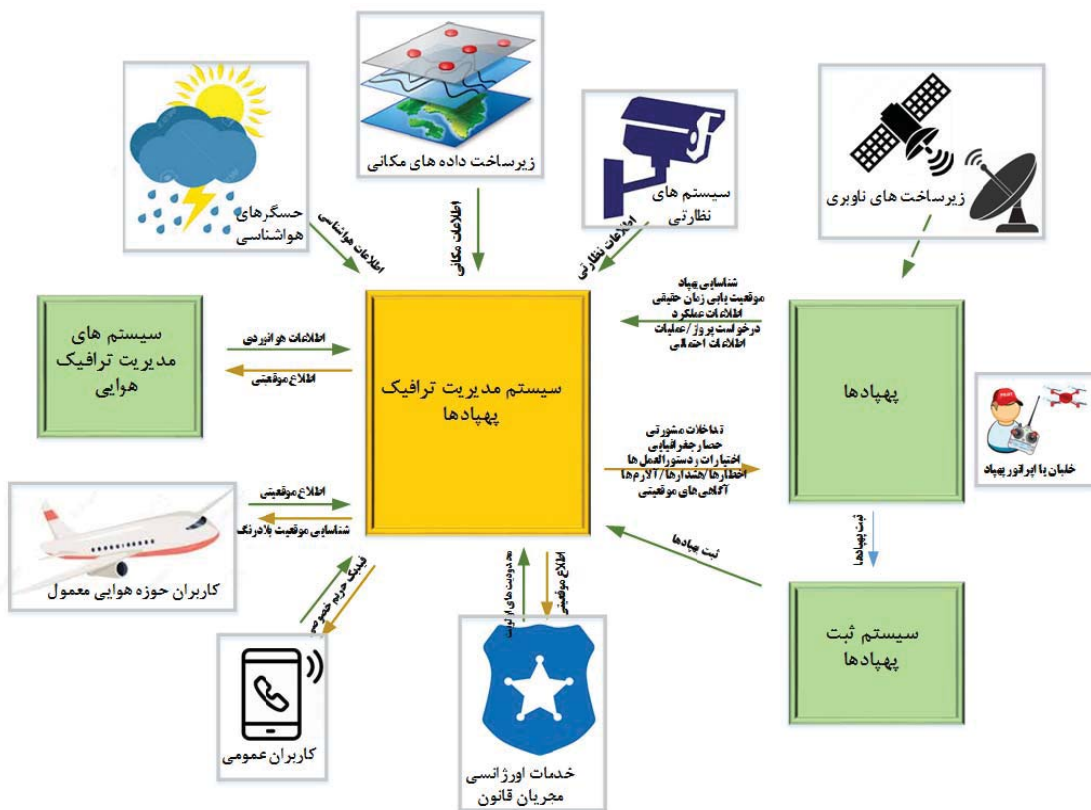 زیرساخت داده های مکانی
حسگرهای
هواشناسی
سیستم های
نظارتی
زیرساخت های ناوبری
اطلاعات هواشناسی
اطلاعات مکانی
اطلاعات نظارتی
شناسایی پهپاد
موقعیت یابی زمان حقیقی
اطلاعات عملکرد
درخواست پرواز/عملیات
اطلاعات احتمالی
سیستم های
مدیریت ترافیک
هوایی
اطلاعات هوانوردی
اطلاع موقعیتی
سیستم مدیریت ترافیک
پهپادها
پهپادها
تداخلات مشورتی
حصار جغرافیایی
اختیارات و دستورالعمل ها
اخطارها/هشدارها/آلارم ها
آگاهی های موقعیتی
خلبان یا اپراتور پهپاد
اطلاع موقعیتی
شناسایی موقعیت بلادرنگ
کاربران حوزه هوایی معمول
فیدبک حریم خصوصی
محدودیت های اولویت
اطلاع موقعیتی
ثبت پهپادها
ثبت پهپادها
سیستم ثبت
پهپادها
کاربران عمومی
خدمات اورژانسی
مجریان قانون